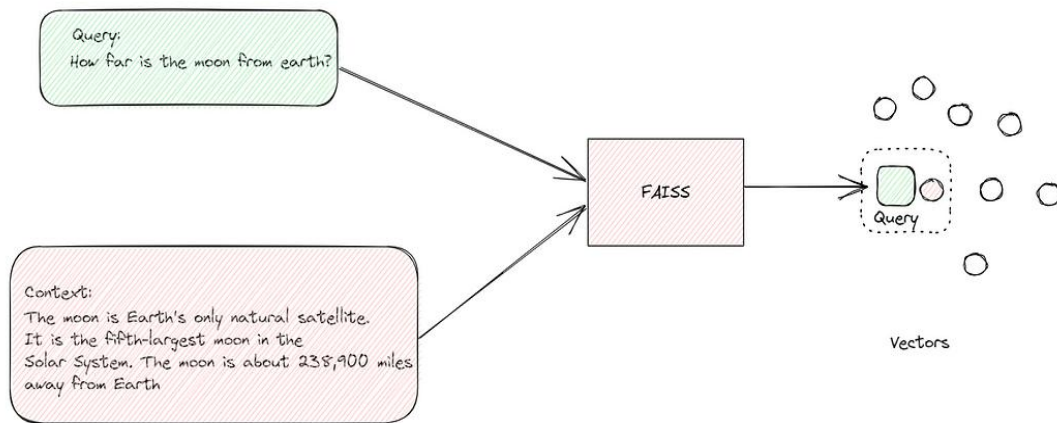 Query:
How far is the moon from earth?
FAISS
Query
Context:
The moon is Earth's only natural satellite.
It is the fifth-largest moon in the
Solar System. The moon is about 238,900 miles
away from Earth
Vectors